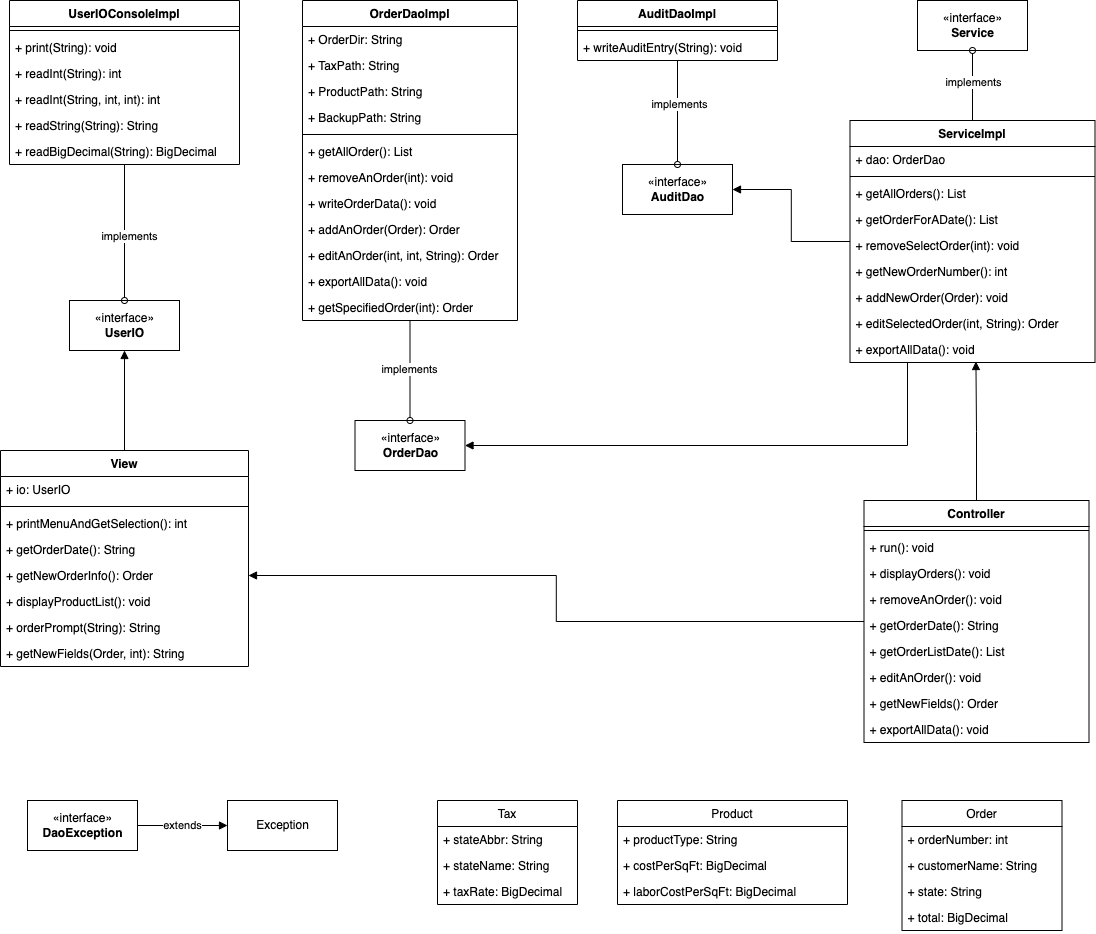 UserIOConsoleImpl
+ print(String): void
+ readInt(String): int
+ readInt(String, int, int): int
+ readString(String): String
+ readBigDecimal(String): BigDecimal
implements
«interface»
UserIO
View
+ io: UserIO
+ printMenuAndGetSelection(): int
+ getOrderDate(): String
+ getNewOrderInfo(): Order
+ displayProductList(): void
+ orderPrompt(String): String
+ getNewFields(Order, int): String
OrderDaoImpl
+ OrderDir: String
+ TaxPath: String
+ ProductPath: String
+ BackupPath: String
+ getAllOrder(): List
+ removeAnOrder(int): void
+ writeOrderData(): void
+ addAnOrder(Order): Order
+ editAnOrder(int, int, String): Order
+ exportAllData(): void
+ getSpecifiedOrder(int): Order
implements
«interface»
OrderDao
AuditDaoImpl
+ writeAuditEntry(String): void
implements
«interface»
AuditDao
«interface»
Service
implements
ServiceImpl
+ dao: OrderDao
+ getAllOrders(): List
+ getOrderForADate(): List
+ removeSelectOrder(int): void
+ getNewOrderNumber(): int
+ addNewOrder(Order): void
+ editSelectedOrder(int, String): Order
+ exportAllData(): void
Controller
+ run(): void
+ displayOrders(): void
+ removeAnOrder(): void
+ getOrderDate(): String
+ getOrderListDate(): List
+ editAnOrder(): void
+ getNewFields(): Order
+ exportAllData(): void
«interface»
DaoException
extends
Exception
Tax
+ stateAbbr: String
+ stateName: String
+ taxRate: BigDecimal
Product
+ productType: String
+ costPerSqFt: BigDecimal
+ laborCostPerSqFt: BigDecimal
Order
+ orderNumber: int
+ customerName: String
+ state: String
+ total: BigDecimal